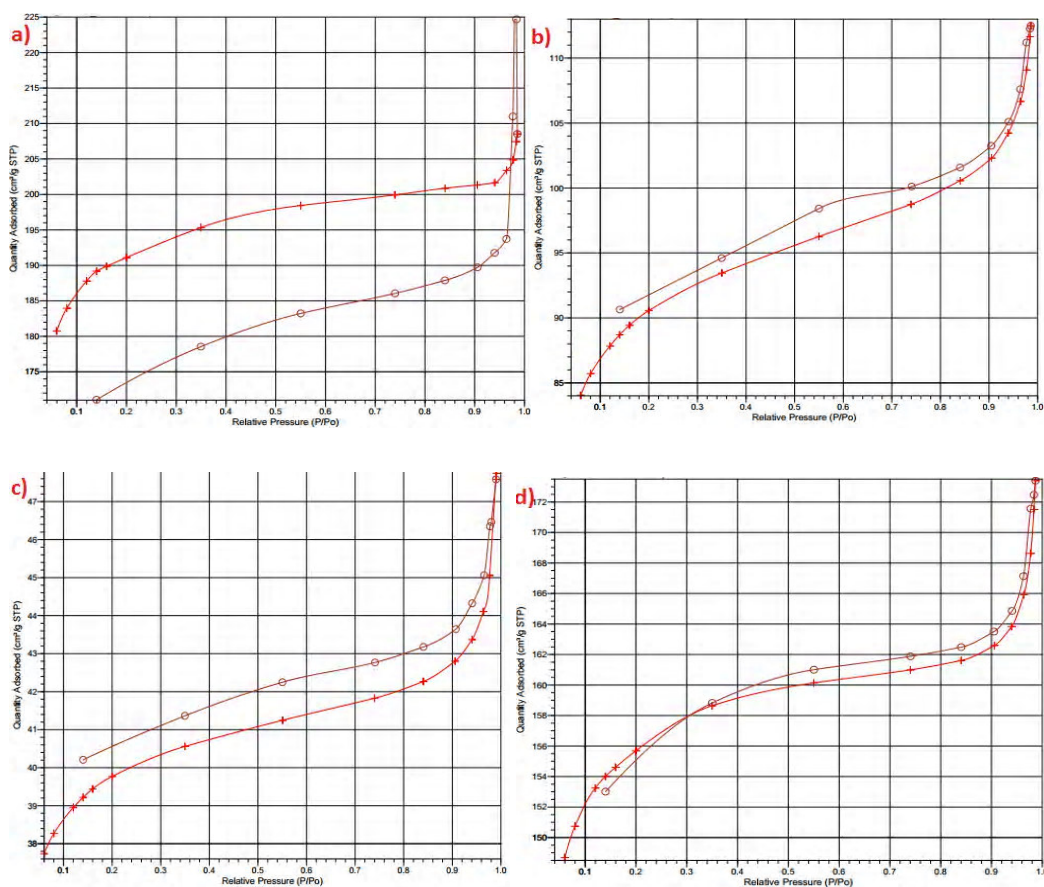 a)
225
220
215
210
205
200
195
190
185
180
175
Quantity Adsorbed (cm³/g STP)
0.1 0.2 0.3 0.4 0.5 0.6 0.7 0.8 0.9 1.0
Relative Pressure (P/Po)
b)
110
105
100
95
90
85
Quantity Adsorbed (cm³/g STP)
0.1 0.2 0.3 0.4 0.5 0.6 0.7 0.8 0.9 1.0
Relative Pressure (P/Po)
c)
47
46
45
44
43
42
41
40
39
38
Quantity Adsorbed (cm³/g STP)
0.1 0.2 0.3 0.4 0.5 0.6 0.7 0.8 0.9 1.0
Relative Pressure (P/Po)
d)
172
170
168
166
164
162
160
158
156
154
152
150
Quantity Adsorbed (cm³/g STP)
0.1 0.2 0.3 0.4 0.5 0.6 0.7 0.8 0.9 1.0
Relative Pressure (P/Po)